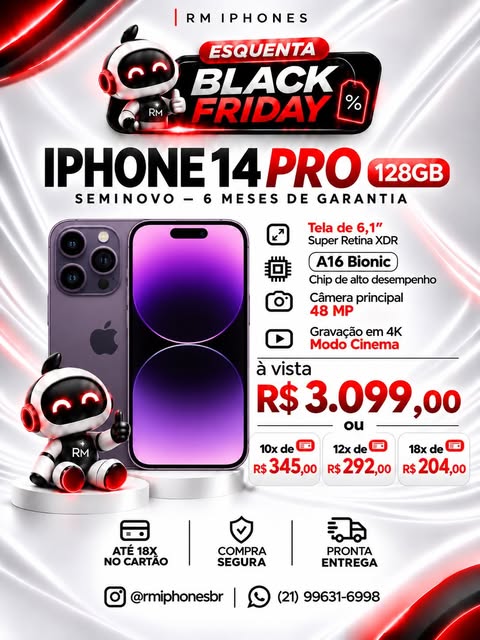 RM IPHONES
ESQUENTA
BLACK
FRIDAY
%
RM
IPHONE 14 PRO 128GB
SEMINOVO – 6 MESES DE GARANTIA
Tela de 6,1”
Super Retina XDR
A16 Bionic
Chip de alto desempenho
Câmera principal
48 MP
Gravação em 4K
Modo Cinema
à vista
R$ 3.099,00
ou
10x de
R$ 345,00
12x de
R$ 292,00
18x de
R$ 204,00
RM
ATÉ 18X
NO CARTÃO
COMPRA
SEGURA
PRONTA
ENTREGA
@rmiphonesbr
(21) 99631-6998